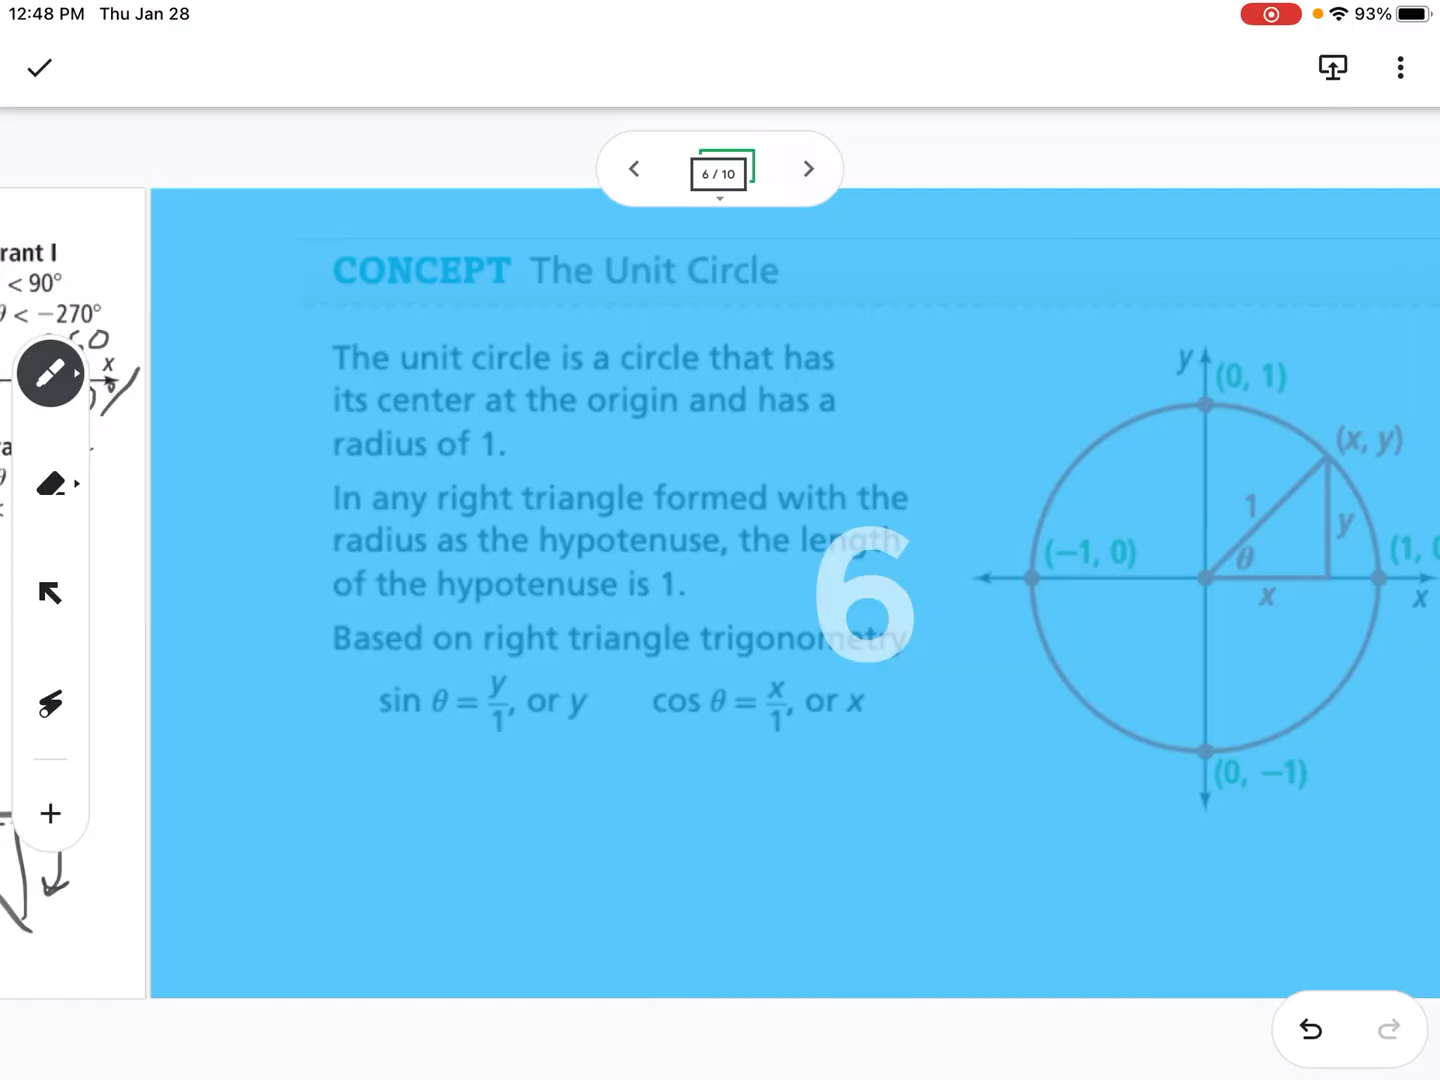 12:48 PM Thu Jan 28
93%
6 / 10
rant I
< 90°
θ < −270°
x
CONCEPT The Unit Circle
The unit circle is a circle that has
its center at the origin and has a
radius of 1.
In any right triangle formed with the
radius as the hypotenuse, the length
of the hypotenuse is 1.
Based on right triangle trigonometry
sin θ = y/1, or y cos θ = x/1, or x
6
y
(0, 1)
(x, y)
1
y
θ
(−1, 0)
(1, 0
x
x
(0, −1)